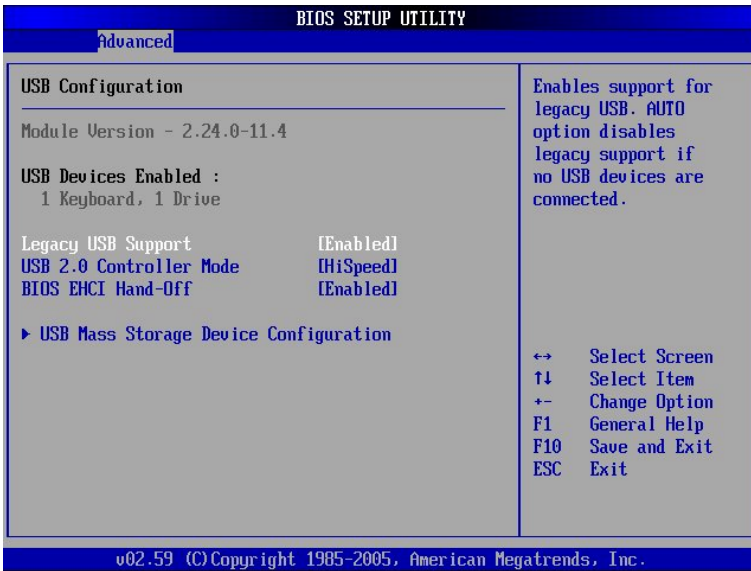 BIOS SETUP UTILITY
Advanced
USB Configuration
Module Version - 2.24.0-11.4
USB Devices Enabled :
1 Keyboard, 1 Drive
Legacy USB Support [Enabled]
USB 2.0 Controller Mode [HiSpeed]
BIOS EHCI Hand-Off [Enabled]
▶ USB Mass Storage Device Configuration
Enables support for
legacy USB. AUTO
option disables
legacy support if
no USB devices are
connected.
↔ Select Screen
↑↓ Select Item
+- Change Option
F1 General Help
F10 Save and Exit
ESC Exit
v02.59 (C)Copyright 1985-2005, American Megatrends, Inc.